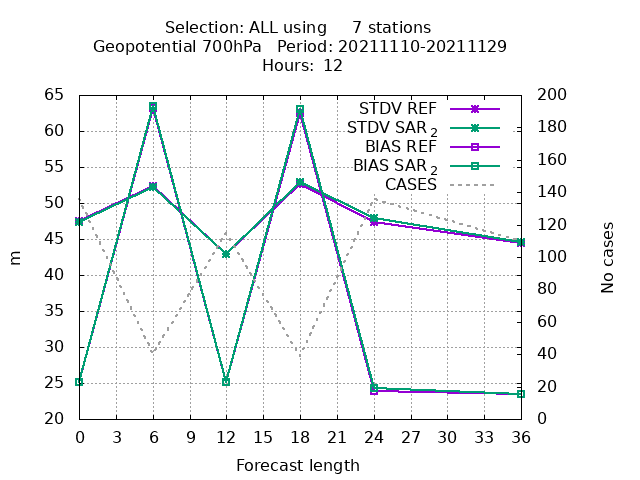 Selection: ALL using 7 stations
Geopotential 700hPa Period: 20211110-20211129
Hours: 12
STDV REF
STDV SAR 2
BIAS REF
BIAS SAR 2
CASES
65
60
55
50
45
40
35
30
25
20
m
200
180
160
140
120
100
80
60
40
20
0
No cases
0 3 6 9 12 15 18 21 24 27 30 33 36
Forecast length